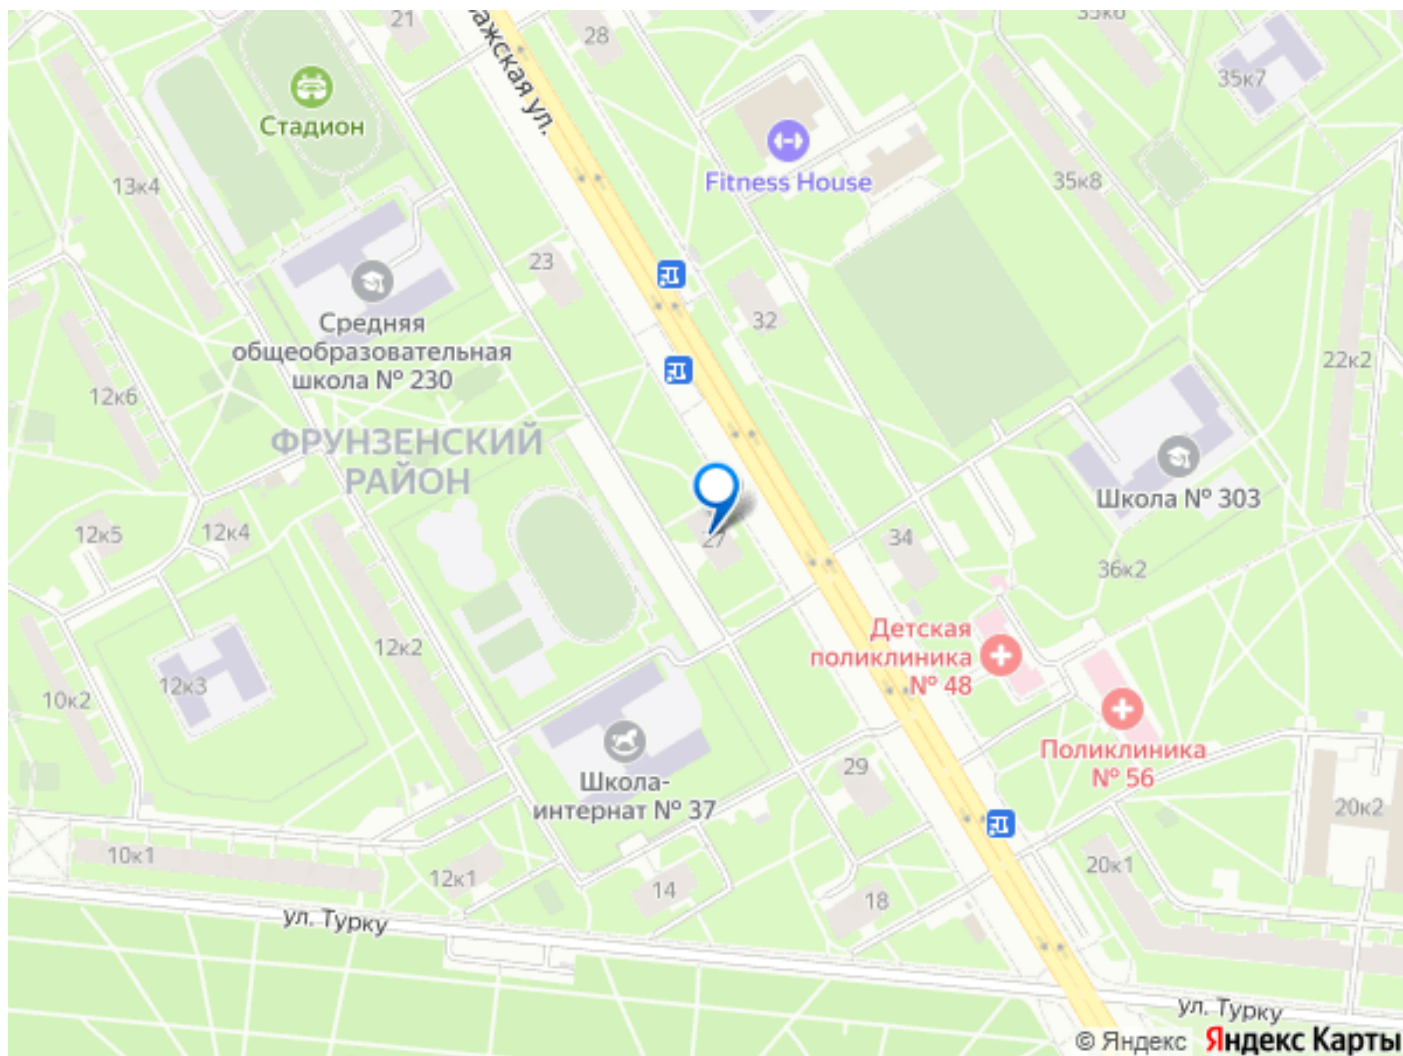 21
28
35к6
ажская ул.
35к7
Стадион
13к4
Fitness House
35к8
23
32
Средняя
общеобразовательная
школа № 230
22к2
12к6
ФРУНЗЕНСКИЙ
РАЙОН
Школа № 303
12к5
12к4
27
34
36к2
Детская
поликлиника
№ 48
12к2
12к3
10к2
Поликлиника
№ 56
29
Школа-
интернат № 37
20к2
10к1
12к1
14
18
20к1
ул. Турку
ул. Турку
© Яндекс Яндекс Карты